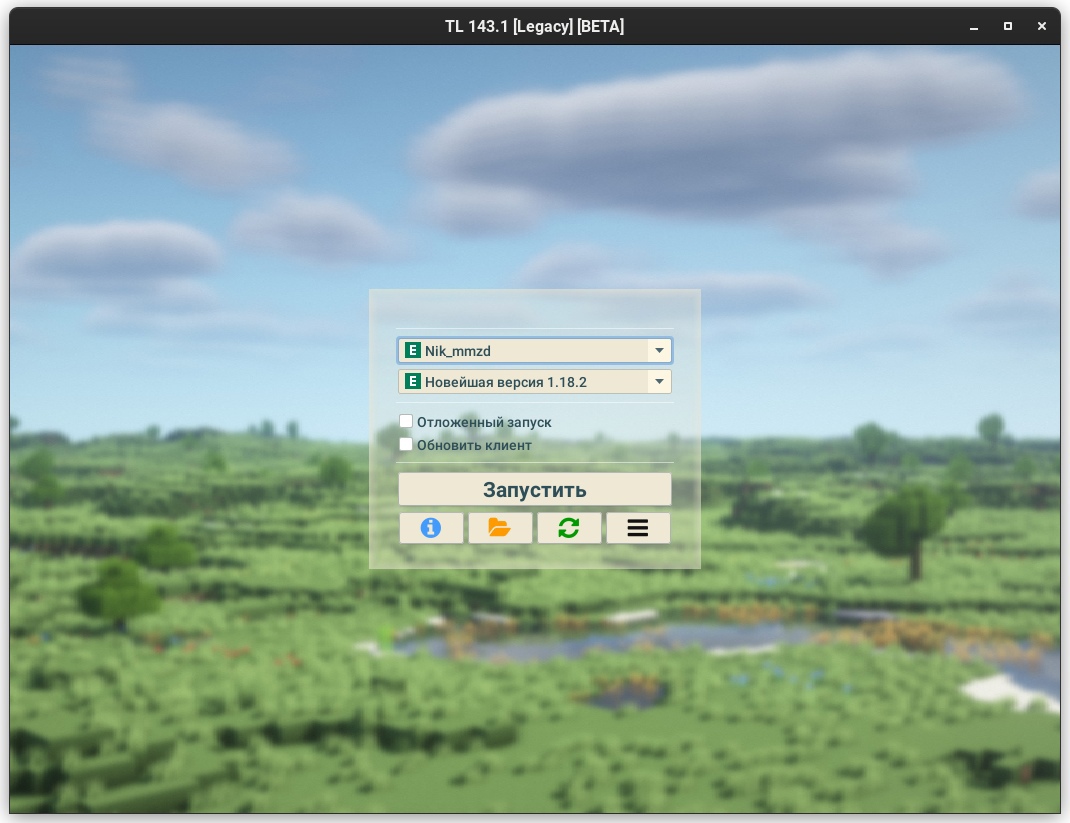 TL 143.1 [Legacy] [BETA]
E Nik_mmzd
E Новейшая версия 1.18.2
Отложенный запуск
Обновить клиент
Запустить